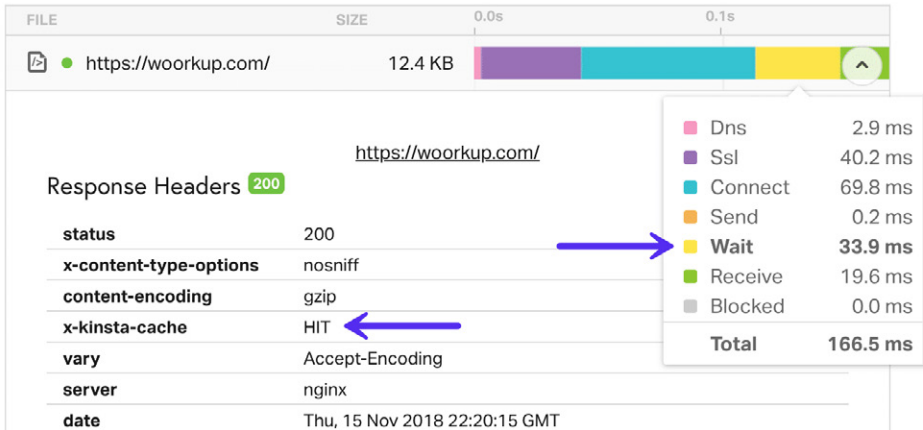 FILE SIZE 0.0s 0.1s
https://woorkup.com/ 12.4 KB
https://woorkup.com/
Response Headers 200
status 200
x-content-type-options nosniff
content-encoding gzip
x-kinsta-cache HIT
vary Accept-Encoding
server nginx
date Thu, 15 Nov 2018 22:20:15 GMT
Dns 2.9 ms
Ssl 40.2 ms
Connect 69.8 ms
Send 0.2 ms
Wait 33.9 ms
Receive 19.6 ms
Blocked 0.0 ms
Total 166.5 ms